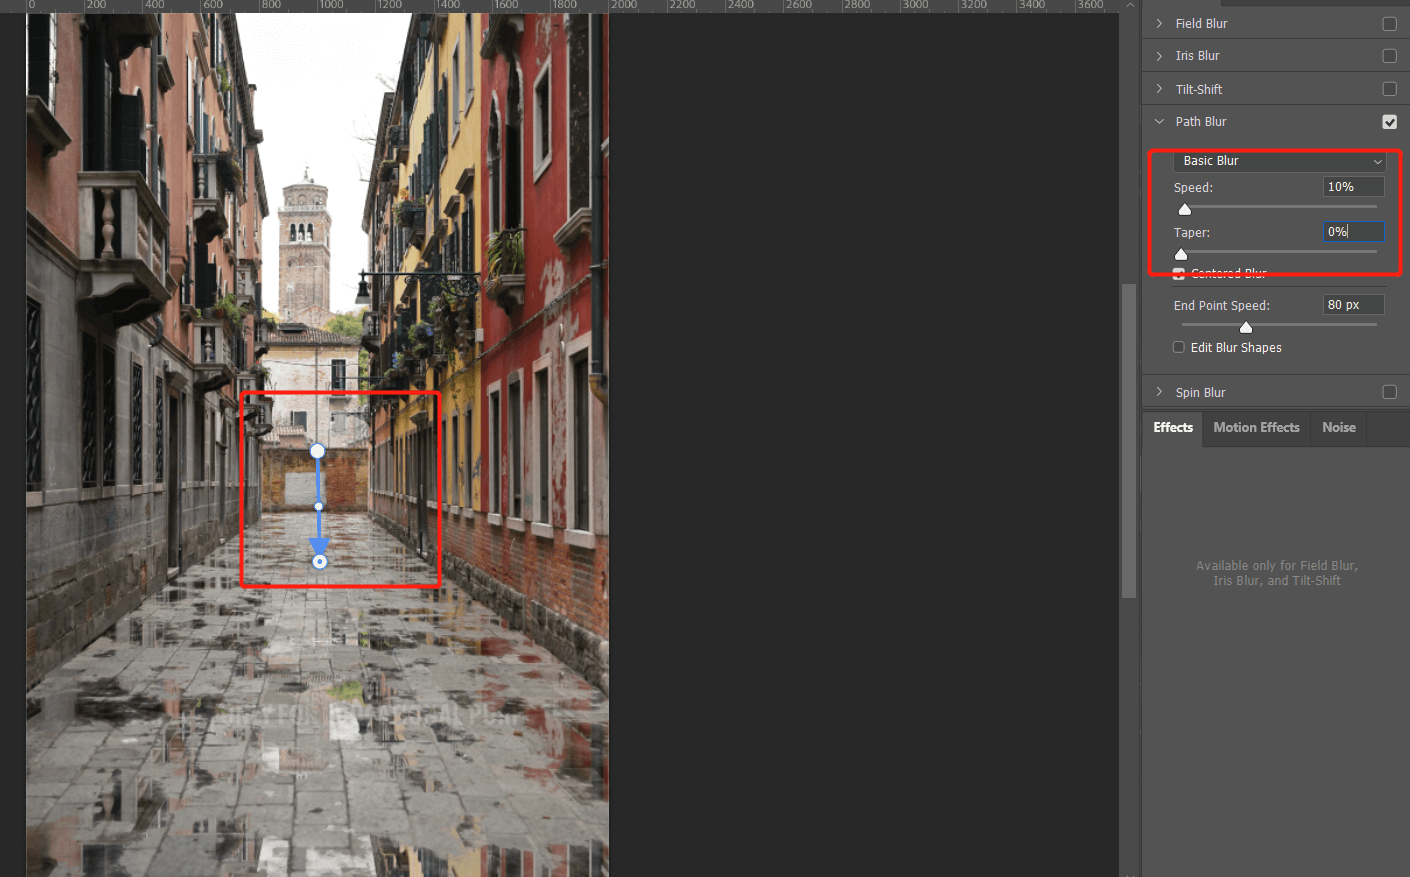 0 200 400 600 800 1000 1200 1400 1600 1800 2000 2200 2400 2600 2800 3000 3200 3400 3600
Field Blur
Iris Blur
Tilt-Shift
Path Blur
Basic Blur
Speed: 10%
Taper: 0%
Centered Blur
End Point Speed: 80 px
Edit Blur Shapes
Spin Blur
Effects Motion Effects Noise
Available only for Field Blur,
Iris Blur, and Tilt-Shift